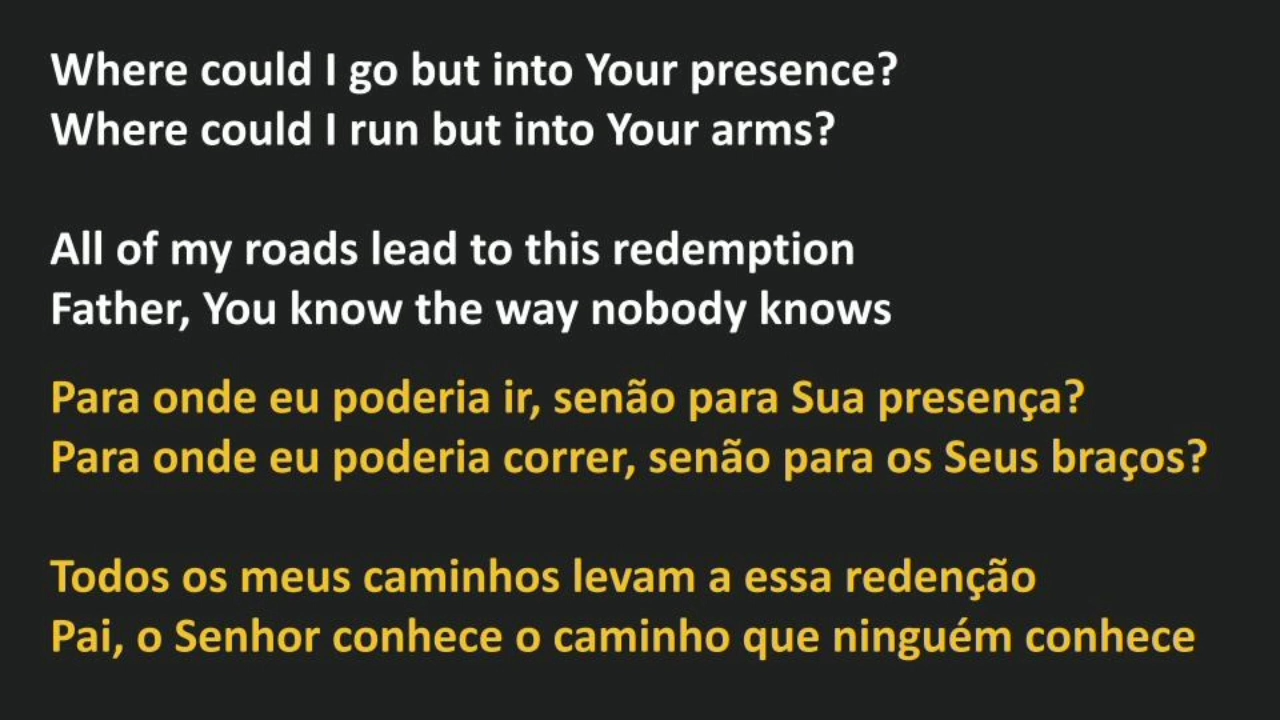 Where could I go but into Your presence?
Where could I run but into Your arms?
All of my roads lead to this redemption
Father, You know the way nobody knows
Para onde eu poderia ir, senão para Sua presença?
Para onde eu poderia correr, senão para os Seus braços?
Todos os meus caminhos levam a essa redenção
Pai, o Senhor conhece o caminho que ninguém conhece